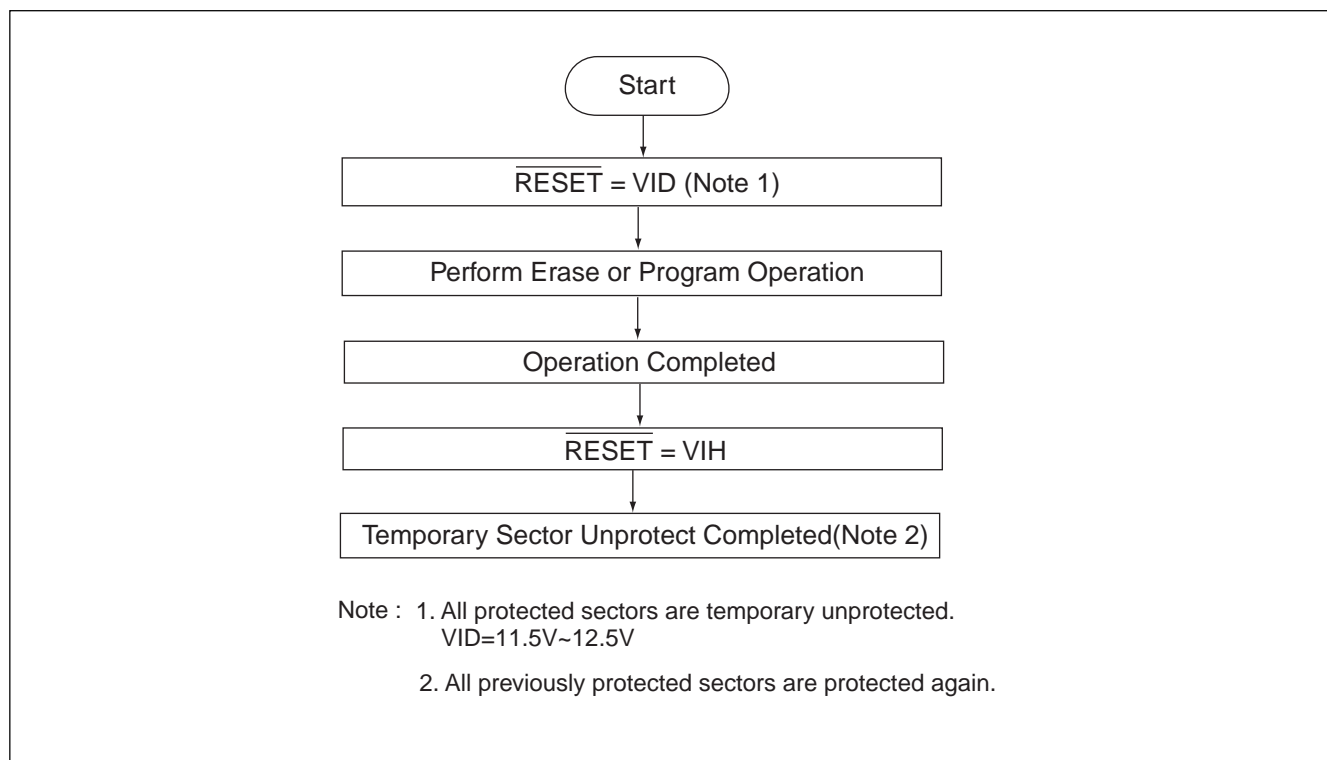 Start
RESET = VID (Note 1)
Perform Erase or Program Operation
Operation Completed
RESET = VIH
Temporary Sector Unprotect Completed(Note 2)
Note : 1. All protected sectors are temporary unprotected.
VID=11.5V~12.5V
2. All previously protected sectors are protected again.